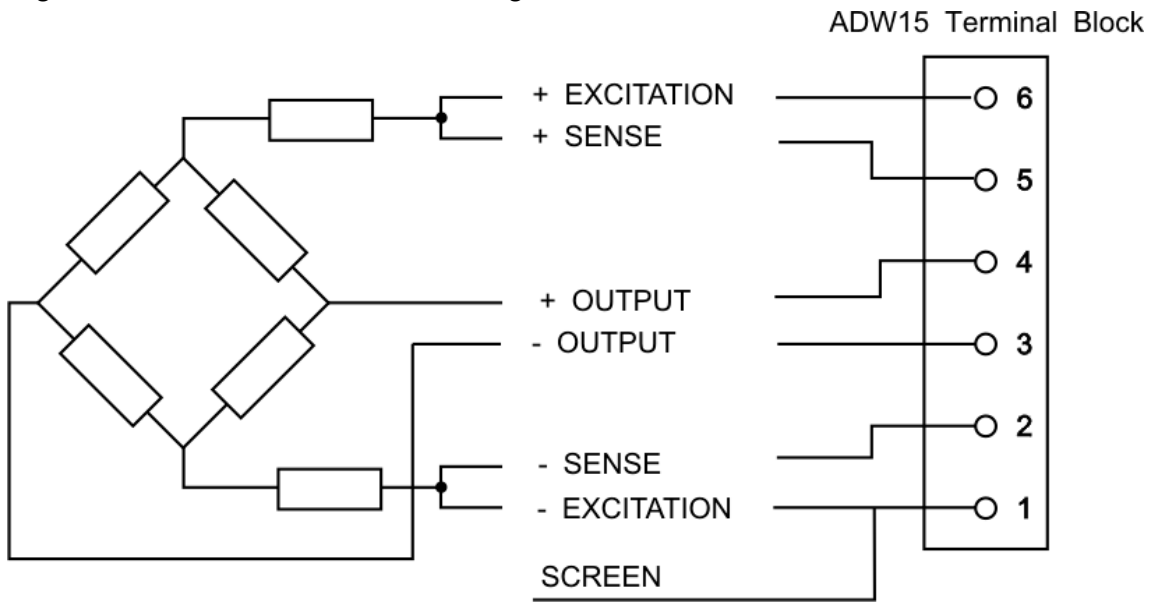 ADW15 Terminal Block
+ EXCITATION
6
+ SENSE
5
4
+ OUTPUT
- OUTPUT
3
2
- SENSE
- EXCITATION
1
SCREEN